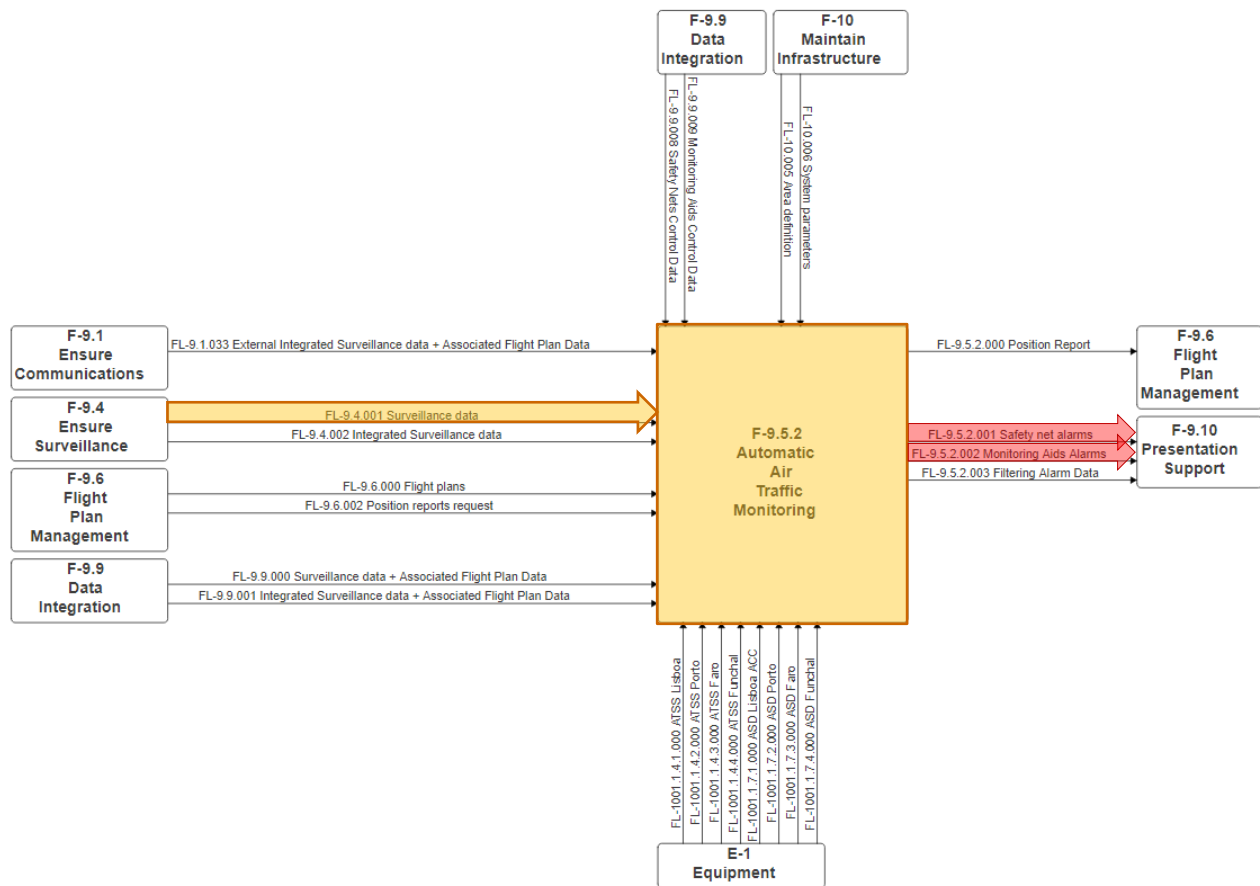 F-9.9
Data
Integration
F-10
Maintain
Infrastructure
FL-9.9.008 Safety Nets Control Data
FL-9.9.009 Monitoring Aids Control Data
FL-10.005 Area definition
FL-10.006 System parameters
F-9.1
Ensure
Communications
FL-9.1.033 External Integrated Surveillance data + Associated Flight Plan Data
F-9.4
Ensure
Surveillance
FL-9.4.001 Surveillance data
FL-9.4.002 Integrated Surveillance data
F-9.6
Flight
Plan
Management
FL-9.6.000 Flight plans
FL-9.6.002 Position reports request
F-9.9
Data
Integration
FL-9.9.000 Surveillance data + Associated Flight Plan Data
FL-9.9.001 Integrated Surveillance data + Associated Flight Plan Data
F-9.5.2
Automatic
Air
Traffic
Monitoring
FL-9.5.2.000 Position Report
F-9.6
Flight
Plan
Management
FL-9.5.2.001 Safety net alarms
FL-9.5.2.002 Monitoring Aids Alarms
FL-9.5.2.003 Filtering Alarm Data
F-9.10
Presentation
Support
FL-1001.1.4.1.000 ATSS Lisboa
FL-1001.1.4.2.000 ATSS Porto
FL-1001.1.4.3.000 ATSS Faro
FL-1001.1.4.4.000 ATSS Funchal
FL-1001.1.7.1.000 ASD Lisboa ACC
FL-1001.1.7.2.000 ASD Porto
FL-1001.1.7.3.000 ASD Faro
FL-1001.1.7.4.000 ASD Funchal
E-1
Equipment